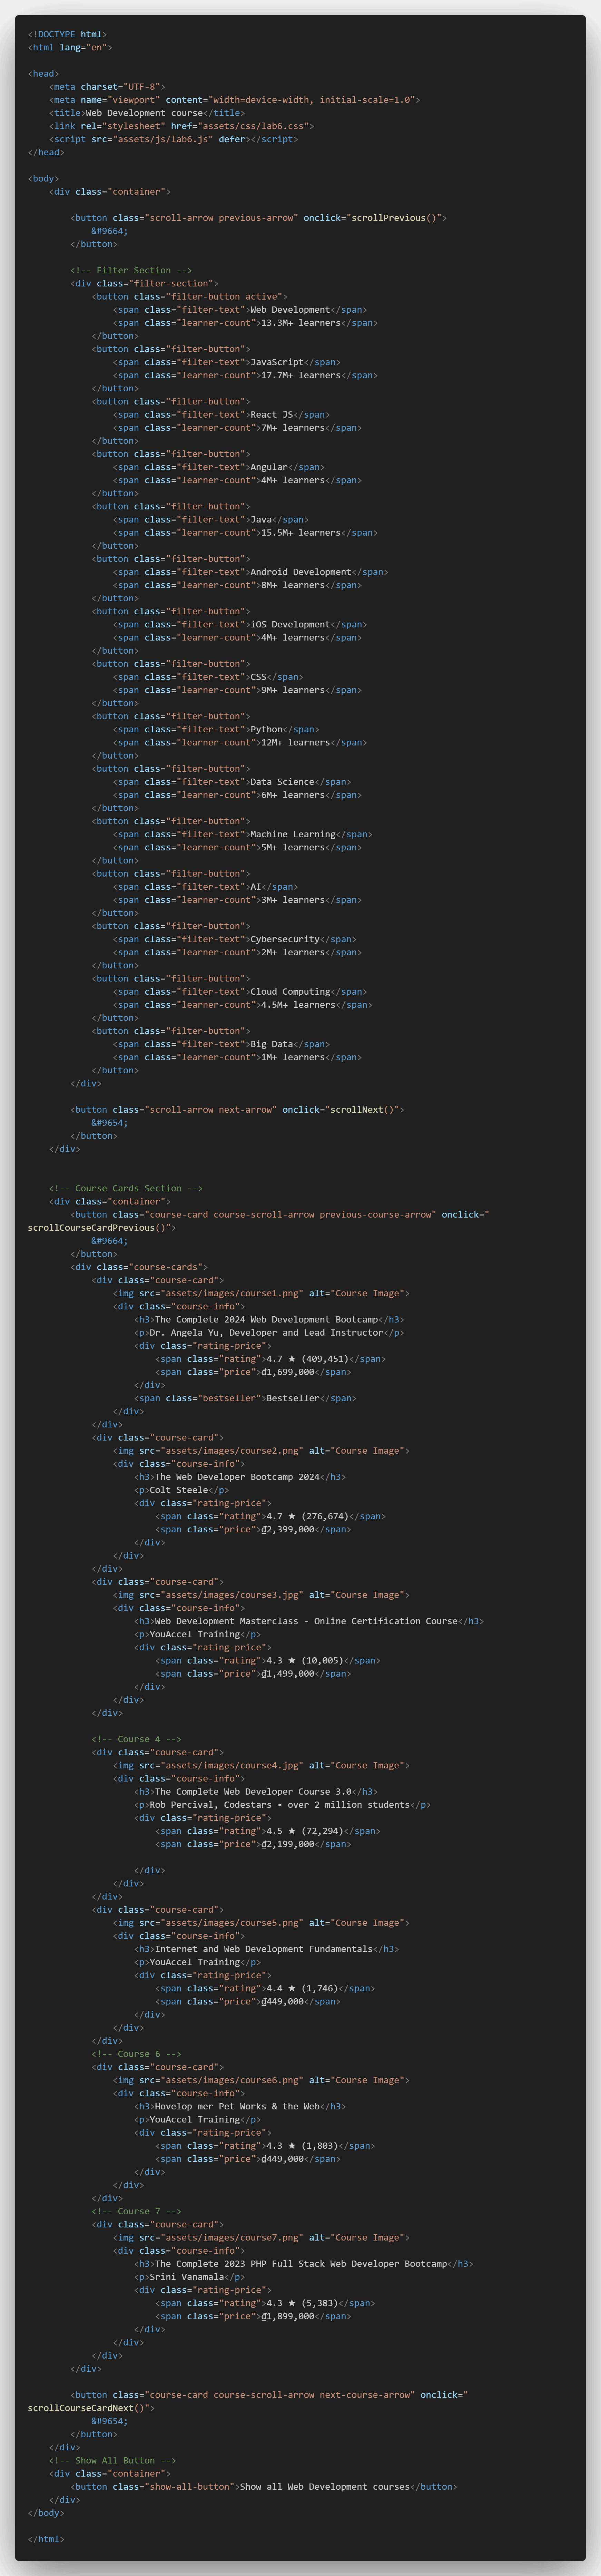 <!DOCTYPE html>
<html lang="en">

<head>
    <meta charset="UTF-8">
    <meta name="viewport" content="width=device-width, initial-scale=1.0">
    <title>Web Development course</title>
    <link rel="stylesheet" href="assets/css/lab6.css">
    <script src="assets/js/lab6.js" defer></script>
</head>

<body>
    <div class="container">

        <button class="scroll-arrow previous-arrow" onclick="scrollPrevious()">
            &#9664;
        </button>

        <!-- Filter Section -->
        <div class="filter-section">
            <button class="filter-button active">
                <span class="filter-text">Web Development</span>
                <span class="learner-count">13.3M+ learners</span>
            </button>
            <button class="filter-button">
                <span class="filter-text">JavaScript</span>
                <span class="learner-count">17.7M+ learners</span>
            </button>
            <button class="filter-button">
                <span class="filter-text">React JS</span>
                <span class="learner-count">7M+ learners</span>
            </button>
            <button class="filter-button">
                <span class="filter-text">Angular</span>
                <span class="learner-count">4M+ learners</span>
            </button>
            <button class="filter-button">
                <span class="filter-text">Java</span>
                <span class="learner-count">15.5M+ learners</span>
            </button>
            <button class="filter-button">
                <span class="filter-text">Android Development</span>
                <span class="learner-count">8M+ learners</span>
            </button>
            <button class="filter-button">
                <span class="filter-text">iOS Development</span>
                <span class="learner-count">4M+ learners</span>
            </button>
            <button class="filter-button">
                <span class="filter-text">CSS</span>
                <span class="learner-count">9M+ learners</span>
            </button>
            <button class="filter-button">
                <span class="filter-text">Python</span>
                <span class="learner-count">12M+ learners</span>
            </button>
            <button class="filter-button">
                <span class="filter-text">Data Science</span>
                <span class="learner-count">6M+ learners</span>
            </button>
            <button class="filter-button">
                <span class="filter-text">Machine Learning</span>
                <span class="learner-count">5M+ learners</span>
            </button>
            <button class="filter-button">
                <span class="filter-text">AI</span>
                <span class="learner-count">3M+ learners</span>
            </button>
            <button class="filter-button">
                <span class="filter-text">Cybersecurity</span>
                <span class="learner-count">2M+ learners</span>
            </button>
            <button class="filter-button">
                <span class="filter-text">Cloud Computing</span>
                <span class="learner-count">4.5M+ learners</span>
            </button>
            <button class="filter-button">
                <span class="filter-text">Big Data</span>
                <span class="learner-count">1M+ learners</span>
            </button>
        </div>

        <button class="scroll-arrow next-arrow" onclick="scrollNext()">
            &#9654;
        </button>
    </div>


    <!-- Course Cards Section -->
    <div class="container">
        <button class="course-card course-scroll-arrow previous-course-arrow" onclick="
scrollCourseCardPrevious()">
            &#9664;
        </button>
        <div class="course-cards">
            <div class="course-card">
                <img src="assets/images/course1.png" alt="Course Image">
                <div class="course-info">
                    <h3>The Complete 2024 Web Development Bootcamp</h3>
                    <p>Dr. Angela Yu, Developer and Lead Instructor</p>
                    <div class="rating-price">
                        <span class="rating">4.7 ★ (409,451)</span>
                        <span class="price">₫1,699,000</span>
                    </div>
                    <span class="bestseller">Bestseller</span>
                </div>
            </div>
            <div class="course-card">
                <img src="assets/images/course2.png" alt="Course Image">
                <div class="course-info">
                    <h3>The Web Developer Bootcamp 2024</h3>
                    <p>Colt Steele</p>
                    <div class="rating-price">
                        <span class="rating">4.7 ★ (276,674)</span>
                        <span class="price">₫2,399,000</span>
                    </div>
                </div>
            </div>
            <div class="course-card">
                <img src="assets/images/course3.jpg" alt="Course Image">
                <div class="course-info">
                    <h3>Web Development Masterclass - Online Certification Course</h3>
                    <p>YouAccel Training</p>
                    <div class="rating-price">
                        <span class="rating">4.3 ★ (10,005)</span>
                        <span class="price">₫1,499,000</span>
                    </div>
                </div>
            </div>

            <!-- Course 4 -->
            <div class="course-card">
                <img src="assets/images/course4.jpg" alt="Course Image">
                <div class="course-info">
                    <h3>The Complete Web Developer Course 3.0</h3>
                    <p>Rob Percival, Codestars • over 2 million students</p>
                    <div class="rating-price">
                        <span class="rating">4.5 ★ (72,294)</span>
                        <span class="price">₫2,199,000</span>

                    </div>
                </div>
            </div>
            <div class="course-card">
                <img src="assets/images/course5.png" alt="Course Image">
                <div class="course-info">
                    <h3>Internet and Web Development Fundamentals</h3>
                    <p>YouAccel Training</p>
                    <div class="rating-price">
                        <span class="rating">4.4 ★ (1,746)</span>
                        <span class="price">₫449,000</span>
                    </div>
                </div>
            </div>
            <!-- Course 6 -->
            <div class="course-card">
                <img src="assets/images/course6.png" alt="Course Image">
                <div class="course-info">
                    <h3>Hovelop mer Pet Works & the Web</h3>
                    <p>YouAccel Training</p>
                    <div class="rating-price">
                        <span class="rating">4.3 ★ (1,803)</span>
                        <span class="price">₫449,000</span>
                    </div>
                </div>
            </div>
            <!-- Course 7 -->
            <div class="course-card">
                <img src="assets/images/course7.png" alt="Course Image">
                <div class="course-info">
                    <h3>The Complete 2023 PHP Full Stack Web Developer Bootcamp</h3>
                    <p>Srini Vanamala</p>
                    <div class="rating-price">
                        <span class="rating">4.3 ★ (5,383)</span>
                        <span class="price">₫1,899,000</span>
                    </div>
                </div>
            </div>
        </div>

        <button class="course-card course-scroll-arrow next-course-arrow" onclick="
scrollCourseCardNext()">
            &#9654;
        </button>
    </div>
    <!-- Show All Button -->
    <div class="container">
        <button class="show-all-button">Show all Web Development courses</button>
    </div>
</body>

</html>